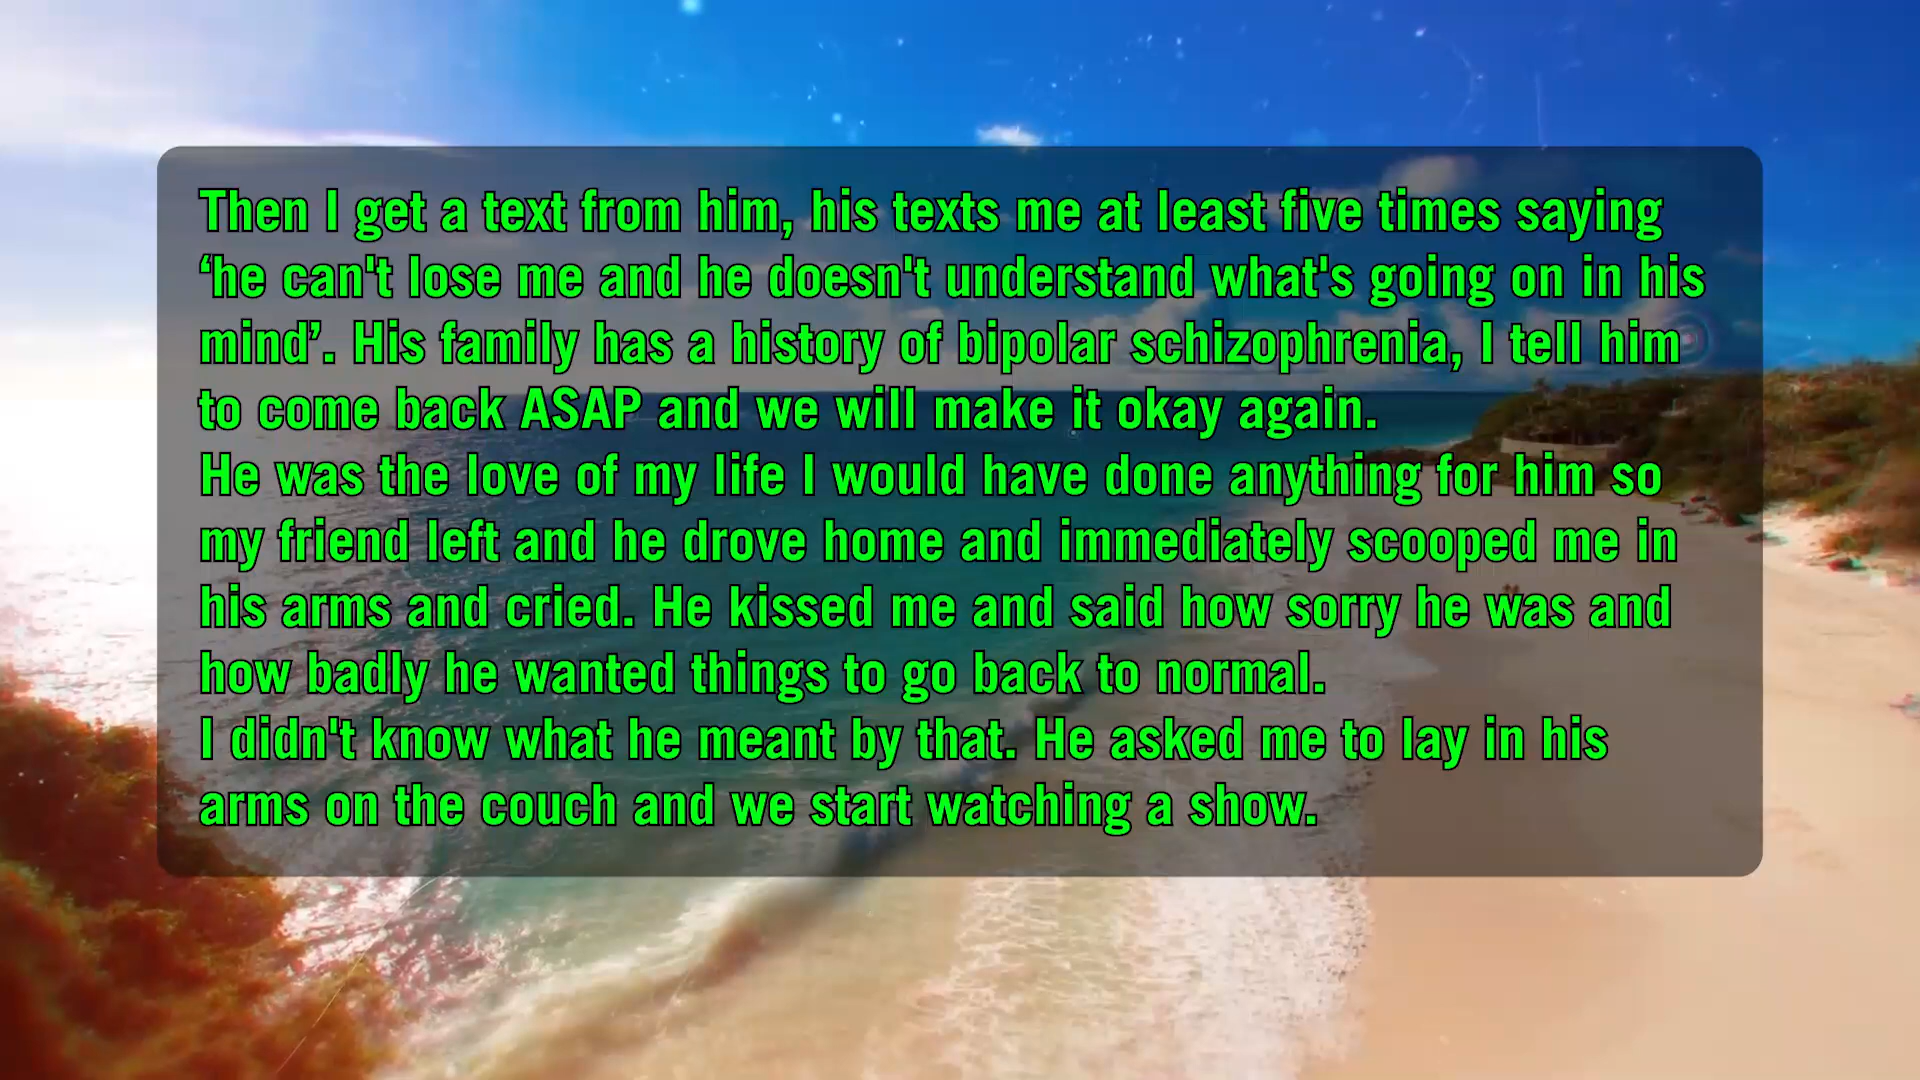 Then I get a text from him, his texts me at least five times saying
‘he can't lose me and he doesn't understand what's going on in his
mind’. His family has a history of bipolar schizophrenia, I tell him
to come back ASAP and we will make it okay again.
He was the love of my life I would have done anything for him so
my friend left and he drove home and immediately scooped me in
his arms and cried. He kissed me and said how sorry he was and
how badly he wanted things to go back to normal.
I didn't know what he meant by that. He asked me to lay in his
arms on the couch and we start watching a show.